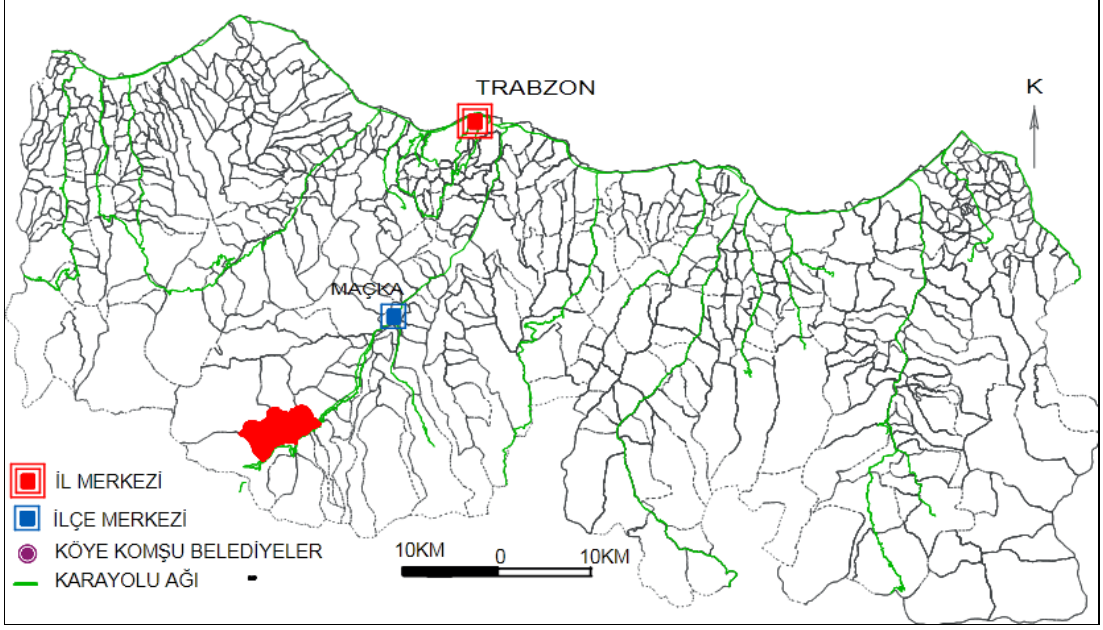 TRABZON
K
MAÇKA
İL MERKEZİ
İLÇE MERKEZİ
KÖYE KOMŞU BELEDİYELER
KARAYOLU AĞI
10KM 0 10KM